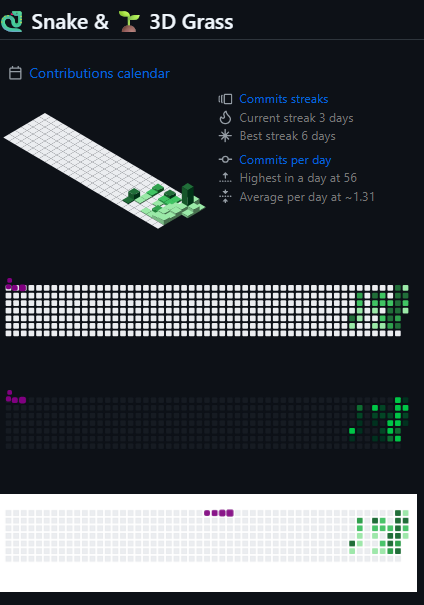 Snake & 🌱 3D Grass
Contributions calendar
Commits streaks
Current streak 3 days
Best streak 6 days
Commits per day
Highest in a day at 56
Average per day at ~1.31